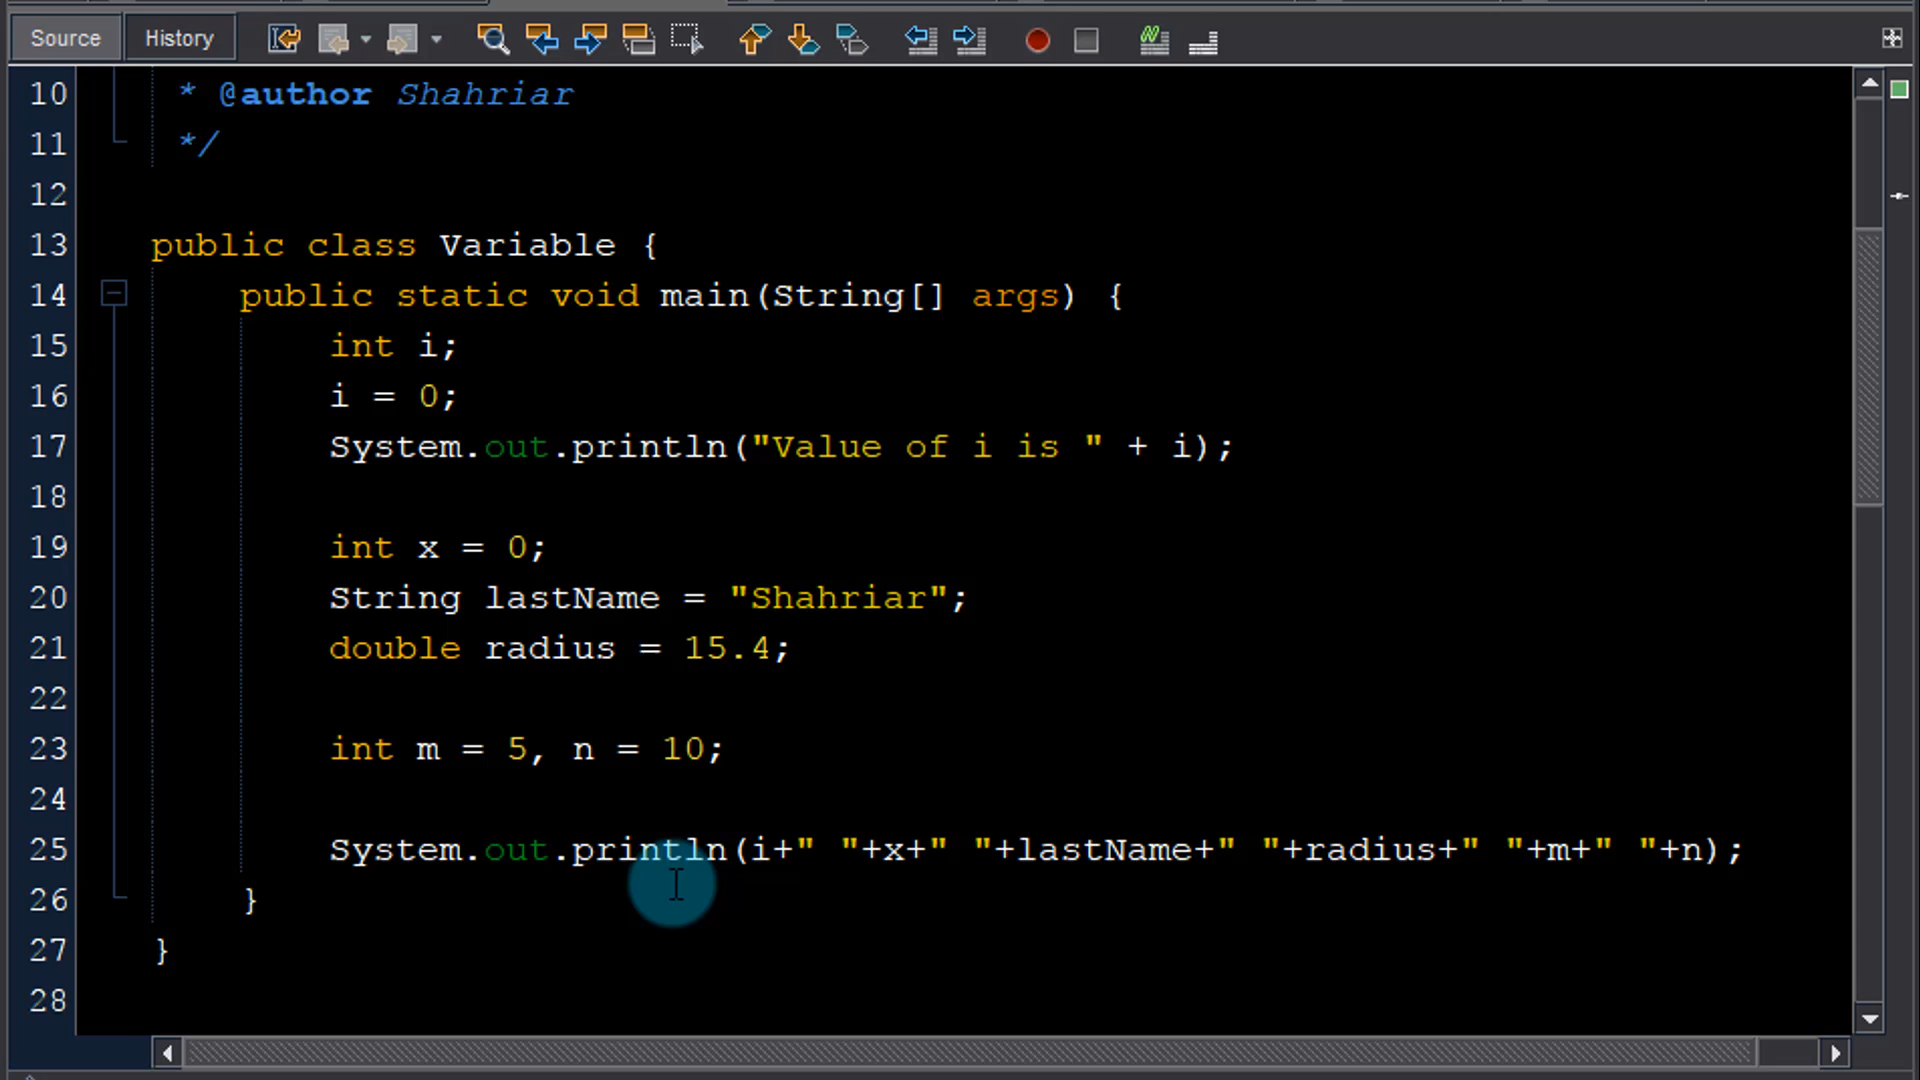 Source History
10 * @author Shahriar
11 */
12
13 public class Variable {
14 public static void main(String[] args) {
15 int i;
16 i = 0;
17 System.out.println("Value of i is " + i);
18
19 int x = 0;
20 String lastName = "Shahriar";
21 double radius = 15.4;
22
23 int m = 5, n = 10;
24
25 System.out.println(i+" "+x+" "+lastName+" "+radius+" "+m+" "+n);
26 }
27 }
28